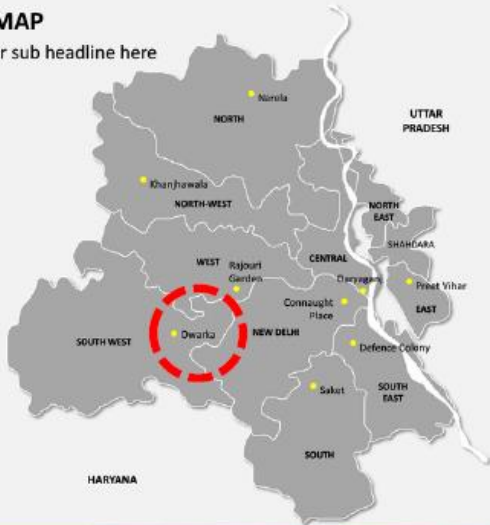 MAP
r sub headline here
Narela
NORTH
UTTAR
PRADESH
Khanjhawala
NORTH-WEST
NORTH
EAST
SHAHDARA
WEST
CENTRAL
Rajouri
Garden
Daryaganj
Preet Vihar
Connaught
Place
EAST
SOUTH WEST
Dwarka
NEW DELHI
Defence Colony
Saket
SOUTH
EAST
SOUTH
HARYANA